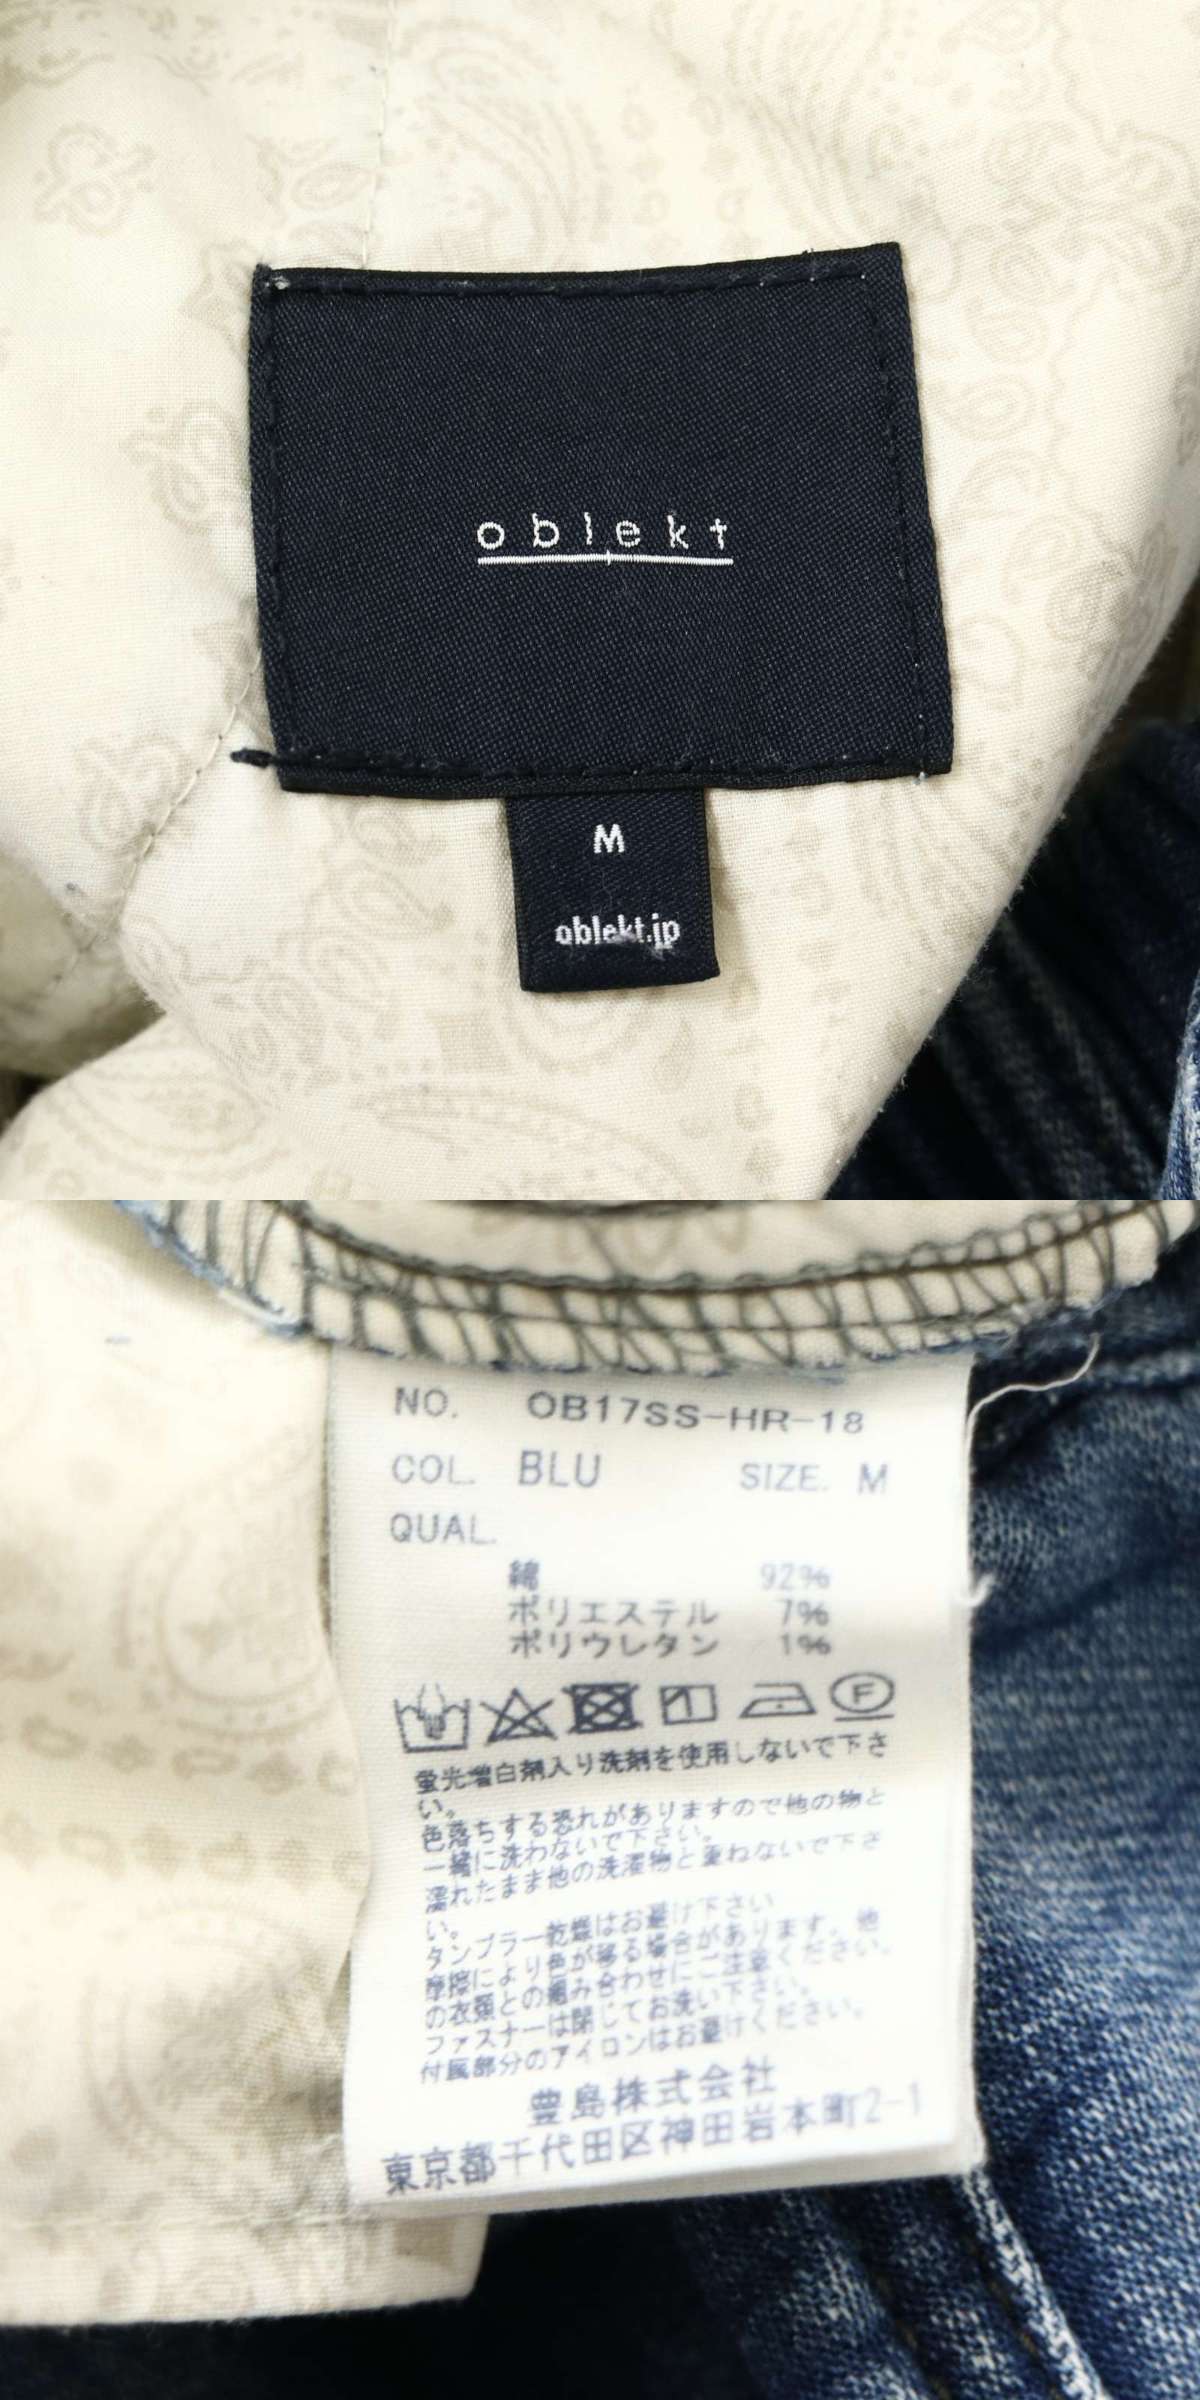 oblekt
M
oblekt.jp
NO. OB17SS-HR-18
COL. BLU SIZE. M
QUAL.
綿 92%
ポリエステル 7%
ポリウレタン 1%
1
F
蛍光増白剤入り洗剤を使用しないで下さ
い。
色落ちする恐れがありますので他の物と
一緒に洗わないで下さい。
濡れたまま他の洗濯物と重ねないで下さ
い。
タンブラー乾燥はお避け下さい
摩擦により色が移る場合があります。他
の衣類との組み合わせにご注意ください。
ファスナーは閉じてお洗い下さい。
付属部分のアイロンはお避けください。
豊島株式会社
東京都千代田区神田岩本町2-1